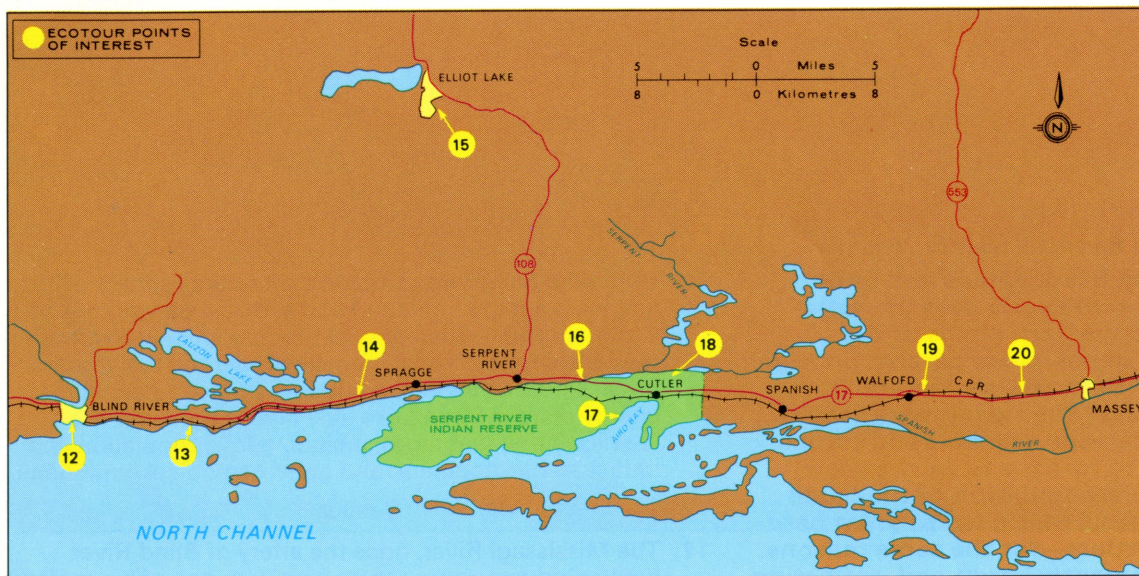 ECOTOUR POINTS
OF INTEREST
Scale
5 0 Miles 5
8 0 Kilometres 8
N
ELLIOT LAKE
15
553
SERPENT
RIVER
108
LAUZON
LAKE
14
SPRAGGE
SERPENT
RIVER
16
18
19
20
CUTLER
SPANISH
17
WALFOFD
C P R
MASSEY
BLIND RIVER
12
13
SERPENT RIVER
INDIAN RESERVE
17
AIRD BAY
SPANISH
RIVER
NORTH CHANNEL